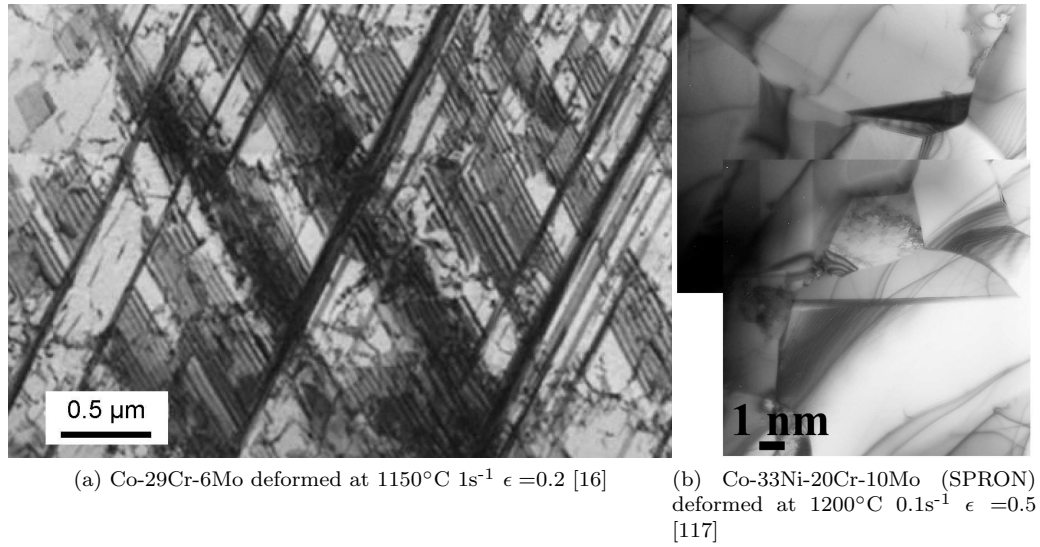 0.5 µm
1 nm
(a) Co-29Cr-6Mo deformed at 1150°C 1s⁻¹ ϵ =0.2 [16]
(b) Co-33Ni-20Cr-10Mo (SPRON)
deformed at 1200°C 0.1s⁻¹ ϵ =0.5
[117]